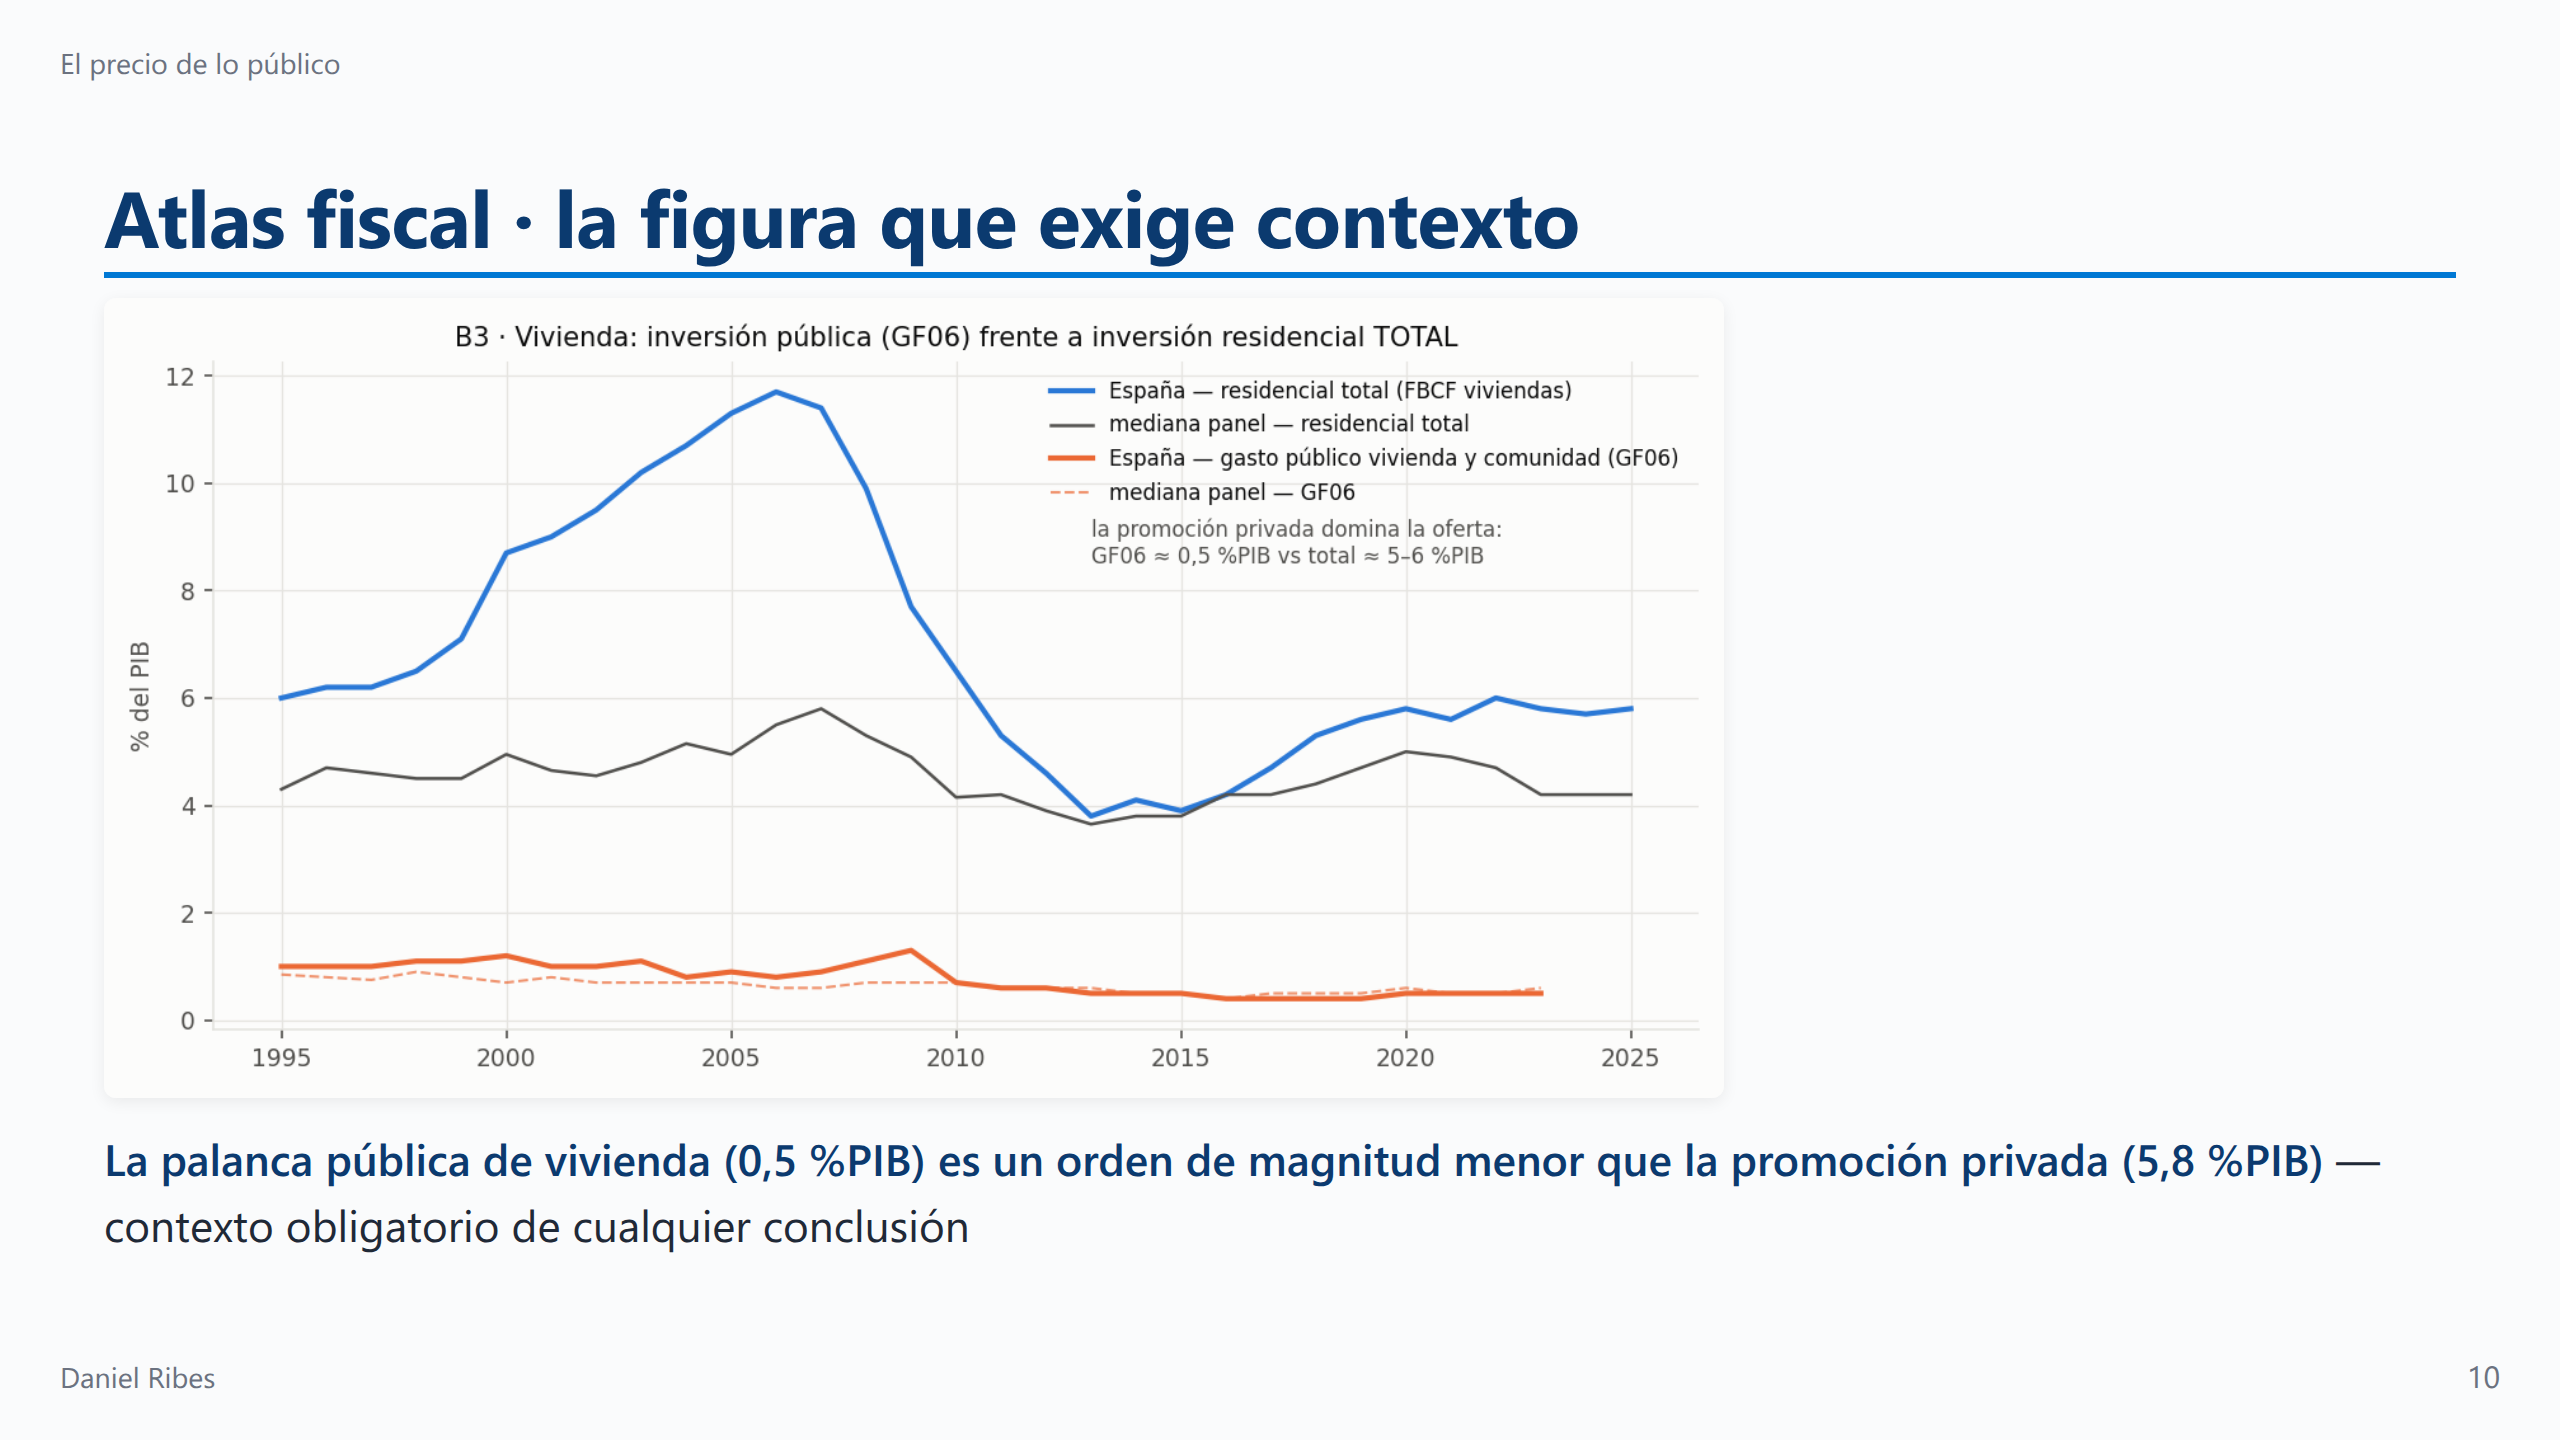 El precio de lo público
Atlas fiscal · la figura que exige contexto
B3 · Vivienda: inversión pública (GF06) frente a inversión residencial TOTAL
España — residencial total (FBCF viviendas)
mediana panel — residencial total
España — gasto público vivienda y comunidad (GF06)
mediana panel — GF06
la promoción privada domina la oferta:
GF06 ≈ 0,5 %PIB vs total ≈ 5–6 %PIB
% del PIB
12
10
8
6
4
2
0
1995 2000 2005 2010 2015 2020 2025
La palanca pública de vivienda (0,5 %PIB) es un orden de magnitud menor que la promoción privada (5,8 %PIB) —
contexto obligatorio de cualquier conclusión
Daniel Ribes
10